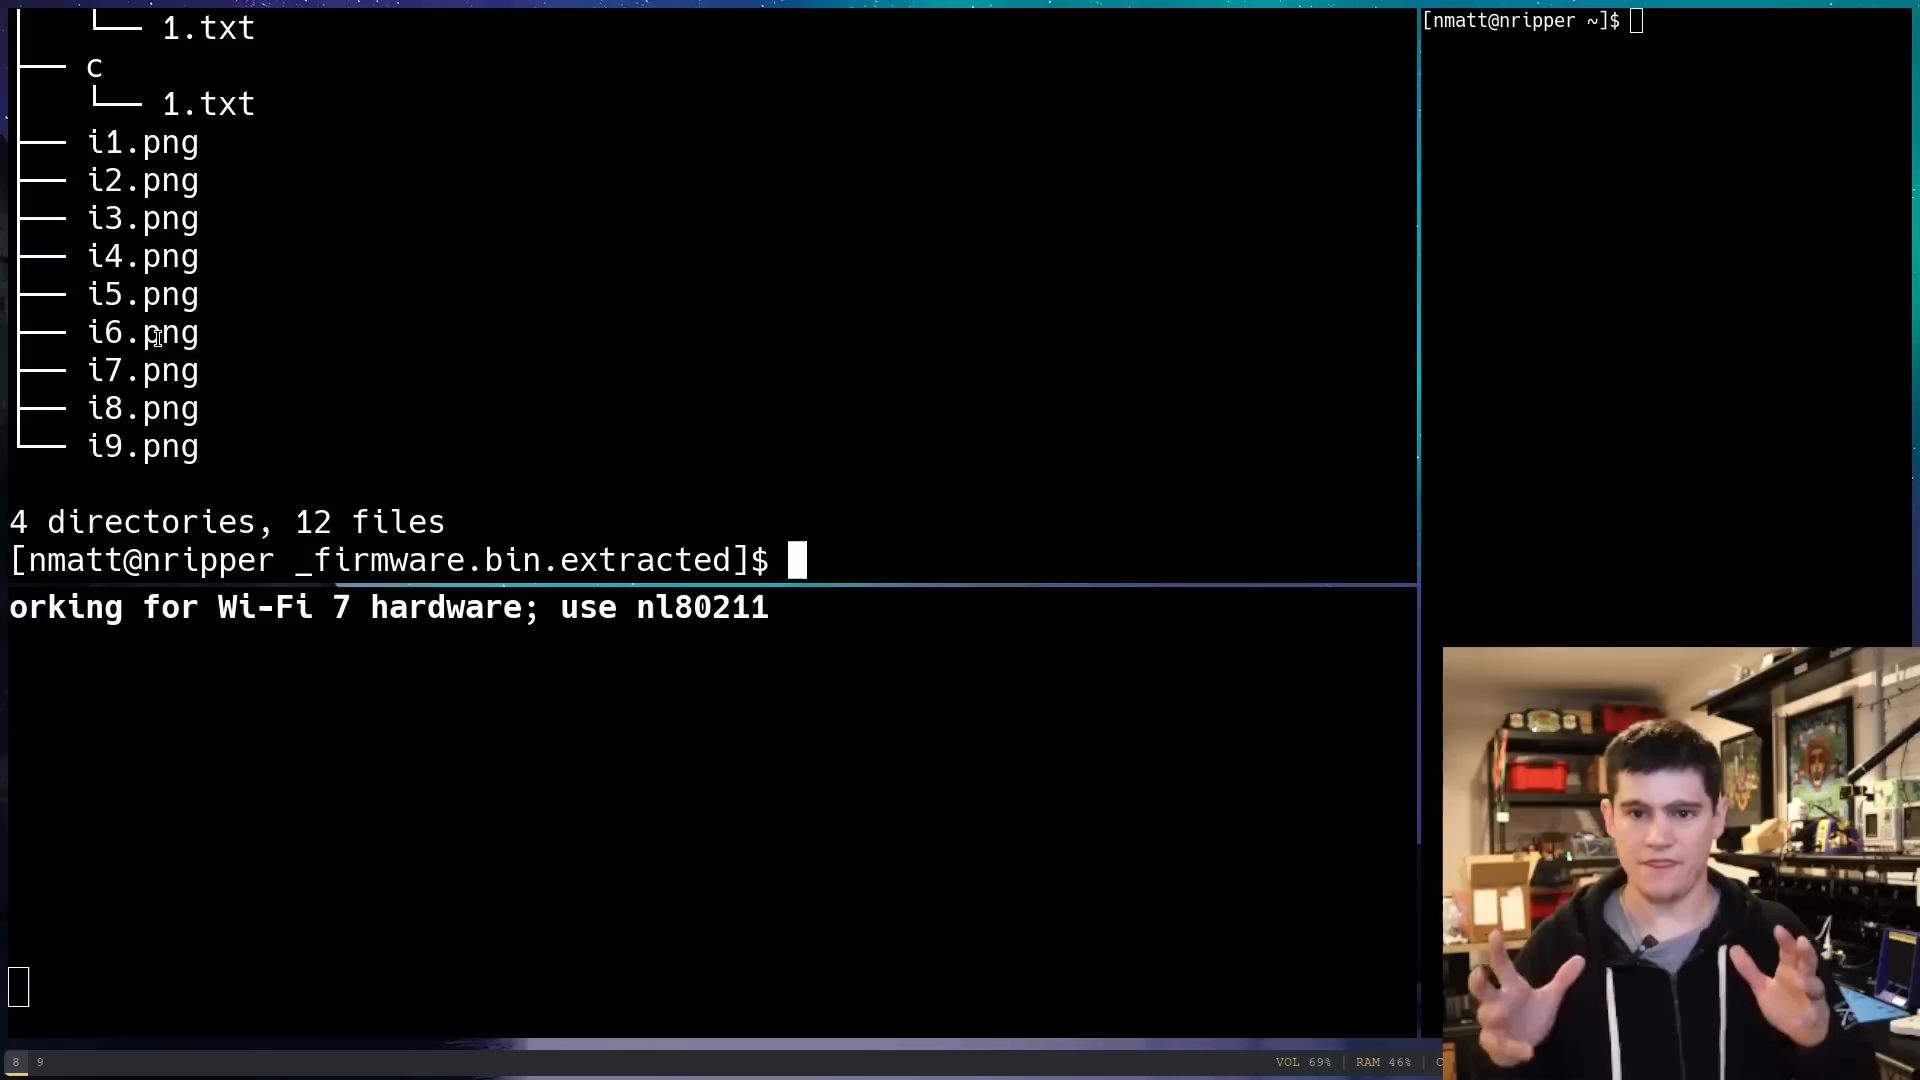 └── 1.txt
├── c
│   └── 1.txt
├── i1.png
├── i2.png
├── i3.png
├── i4.png
├── i5.png
├── i6.png
├── i7.png
├── i8.png
└── i9.png
4 directories, 12 files
[nmatt@nripper _firmware.bin.extracted]$
orking for Wi-Fi 7 hardware; use nl80211
[nmatt@nripper ~]$
8 9
VOL 69% | RAM 46% | C